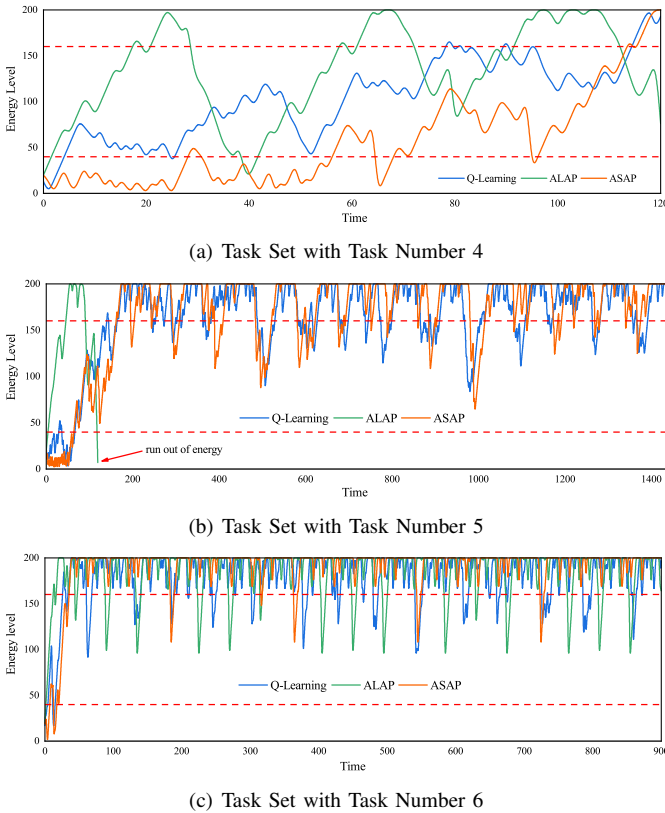 200
150
100
50
0
Energy Level
Q-Learning ALAP ASAP
0 20 40 60 80 100 120
Time
(a) Task Set with Task Number 4
200
150
100
50
0
Energy Level
Q-Learning ALAP ASAP
run out of energy
0 200 400 600 800 1000 1200 1400
Time
(b) Task Set with Task Number 5
200
150
100
50
0
Energy level
Q-Learning ALAP ASAP
0 100 200 300 400 500 600 700 800 900
Time
(c) Task Set with Task Number 6